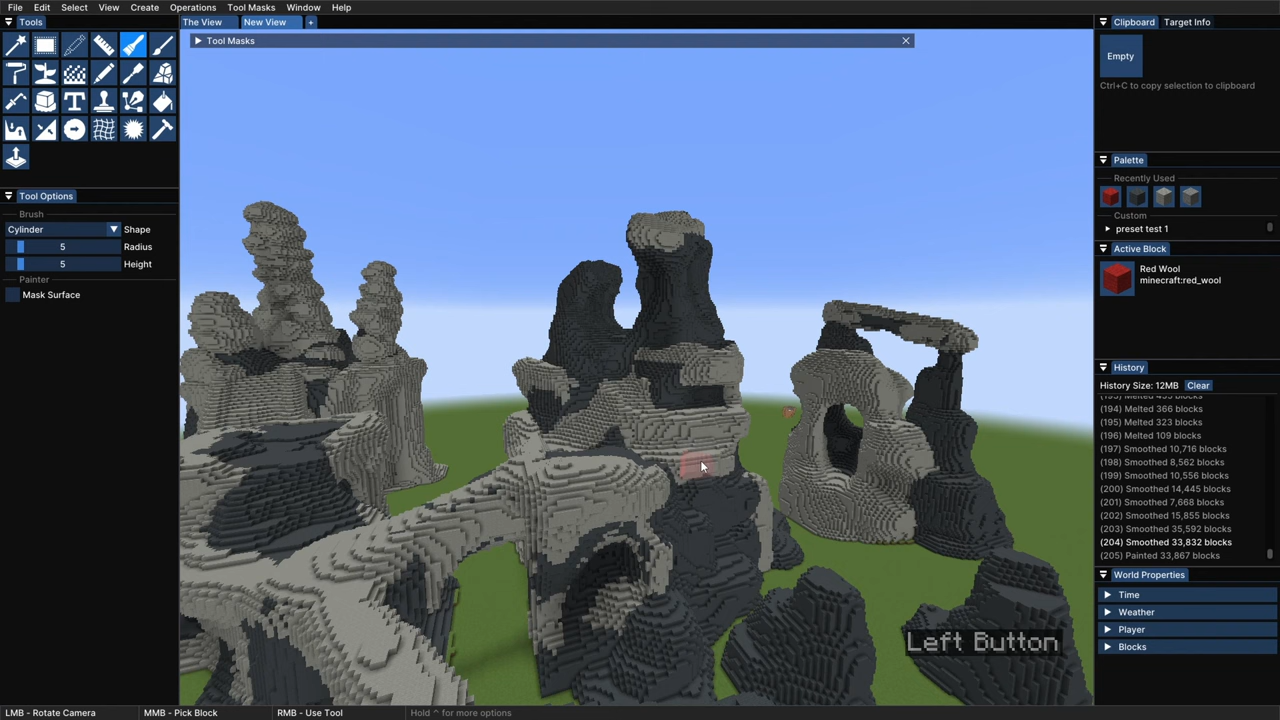 File Edit Select View Create Operations Tool Masks Window Help
Tools
The View New View +
Tool Masks
Tool Options
Brush
Cylinder Shape
5 Radius
5 Height
Painter
Mask Surface
Left Button
Clipboard Target Info
Empty
Ctrl+C to copy selection to clipboard
Palette
Recently Used
Custom
preset test 1
Active Block
Red Wool
minecraft:red_wool
History
History Size: 12MB Clear
(194) Melted 366 blocks
(195) Melted 323 blocks
(196) Melted 109 blocks
(197) Smoothed 10,716 blocks
(198) Smoothed 8,562 blocks
(199) Smoothed 10,556 blocks
(200) Smoothed 14,445 blocks
(201) Smoothed 7,668 blocks
(202) Smoothed 15,855 blocks
(203) Smoothed 35,592 blocks
(204) Smoothed 33,832 blocks
(205) Painted 33,867 blocks
World Properties
Time
Weather
Player
Blocks
LMB - Rotate Camera MMB - Pick Block RMB - Use Tool Hold ^ for more options